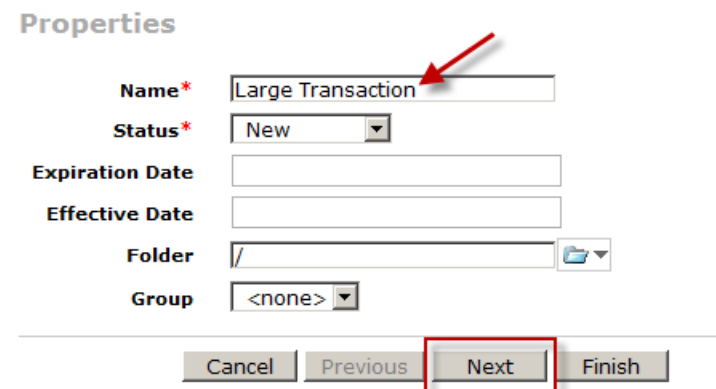 Properties
Name* Large Transaction
Status* New
Expiration Date
Effective Date
Folder /
Group <none>
Cancel Previous Next Finish